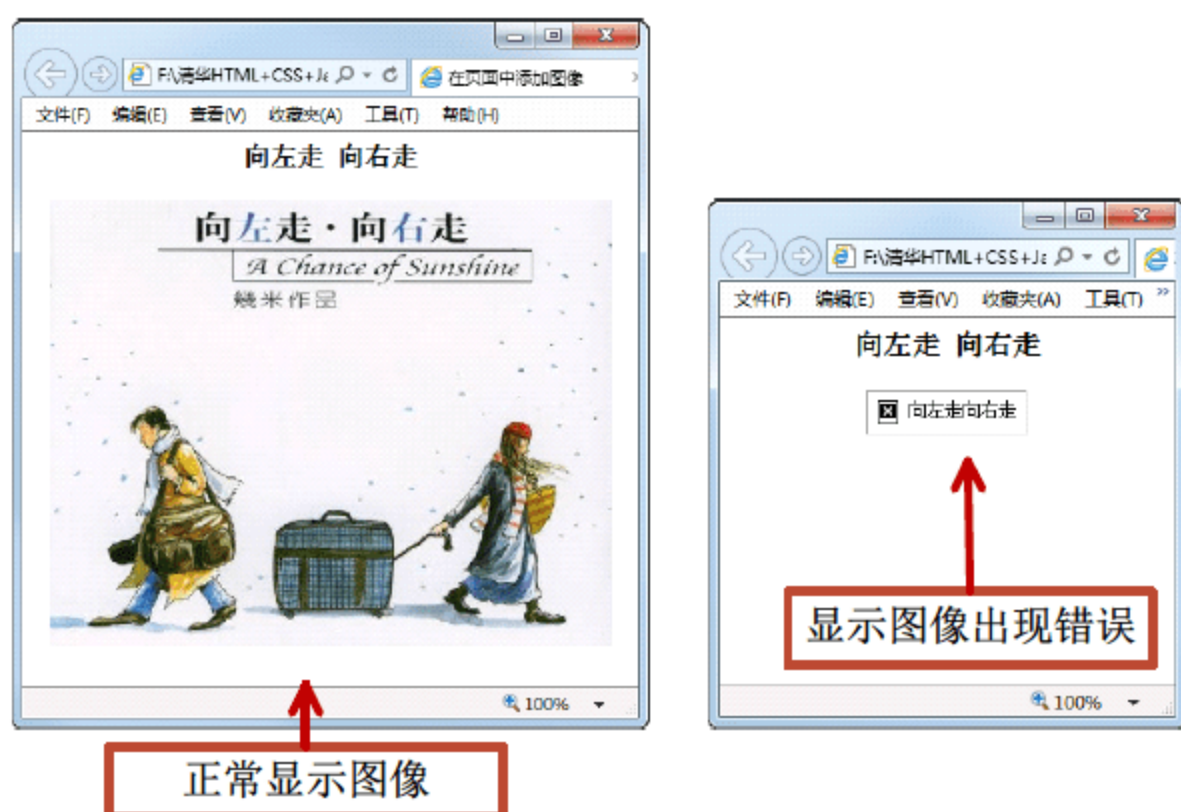 F:\清华HTML+CSS+Ja
在页面中添加图像
文件(F) 编辑(E) 查看(V) 收藏夹(A) 工具(T) 帮助(H)
向左走 向右走
向左走·向右走
A Chance of Sunshine
幾米作品
100%
正常显示图像
F:\清华HTML+CSS+Ja
文件(F) 编辑(E) 查看(V) 收藏夹(A) 工具(T) »
向左走 向右走
向左走向右走
显示图像出现错误
100%